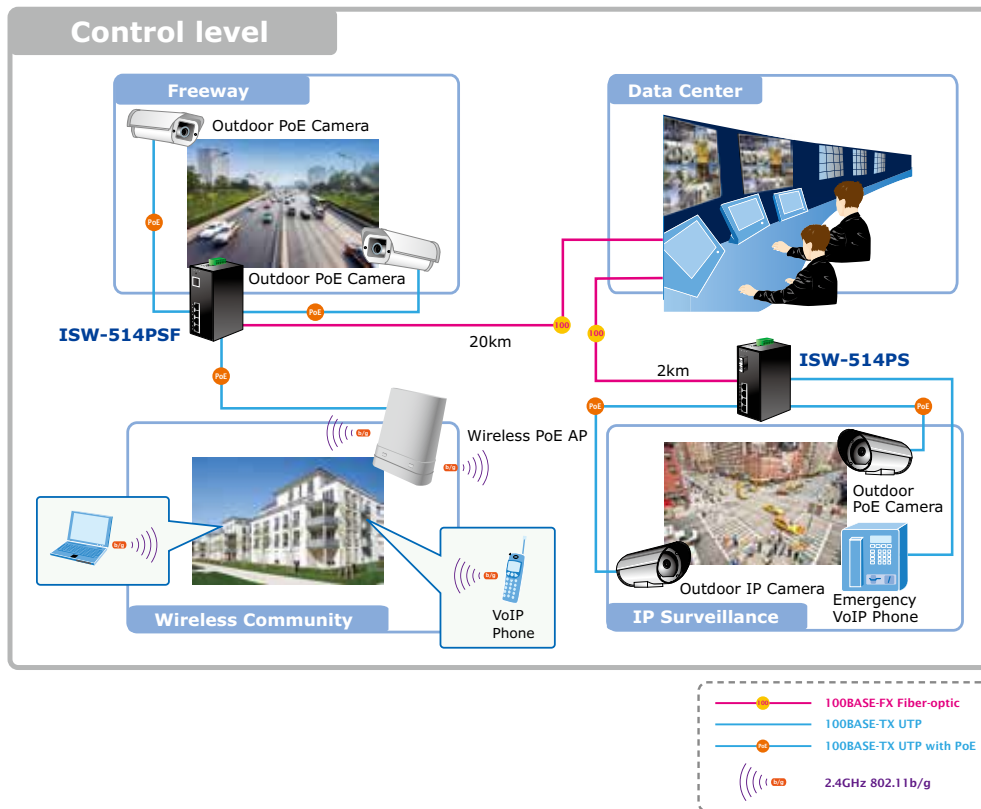 Control level
Freeway
Outdoor PoE Camera
PoE
Outdoor PoE Camera
PoE
ISW-514PSF
PoE
20km
100
100
Data Center
2km
ISW-514PS
PoE
PoE
Wireless PoE AP
b/g
b/g
b/g
b/g
VoIP
Phone
Wireless Community
Outdoor
PoE Camera
Outdoor IP Camera
Emergency
VoIP Phone
IP Surveillance
100
100BASE-FX Fiber-optic
100BASE-TX UTP
PoE
100BASE-TX UTP with PoE
b/g
2.4GHz 802.11b/g